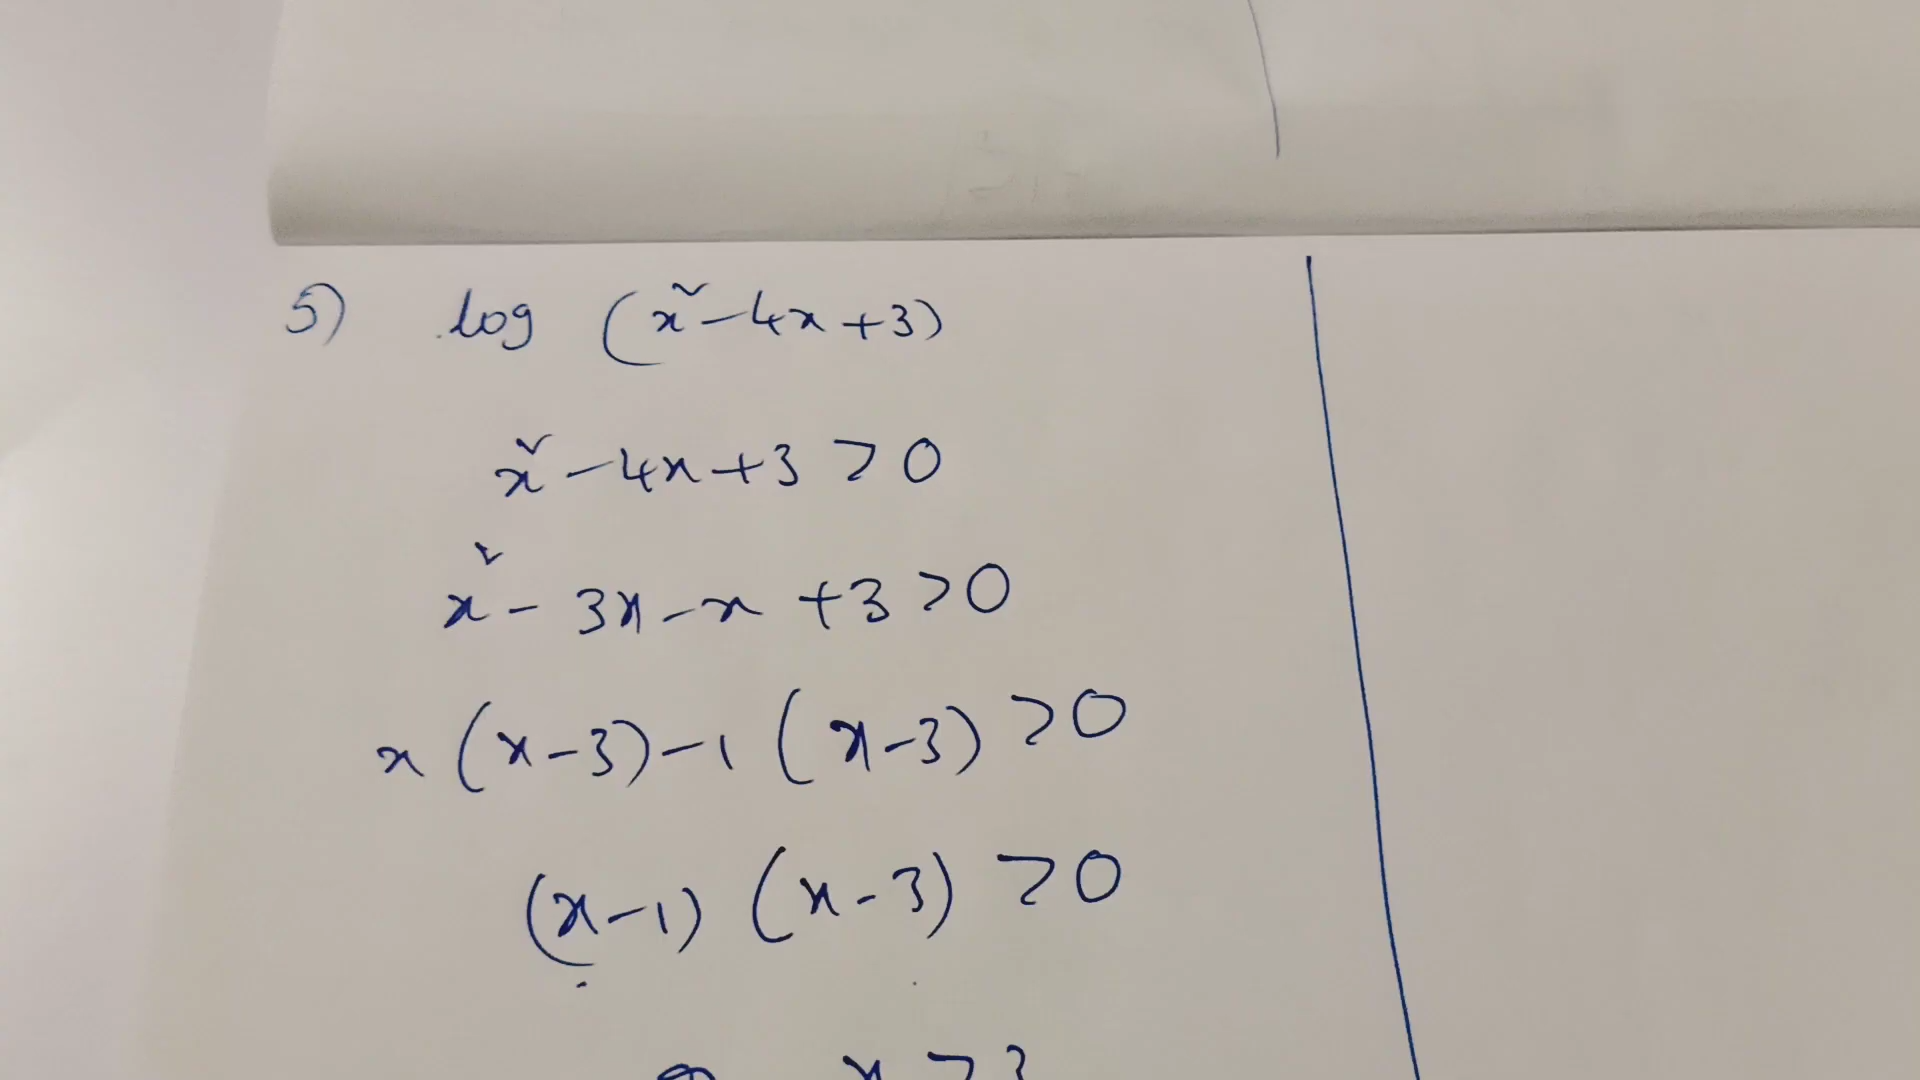 5) log (x²-4x+3)
x²-4x+3>0
x²-3x-x+3>0
x(x-3)-1(x-3)>0
(x-1)(x-3)>0
x>3